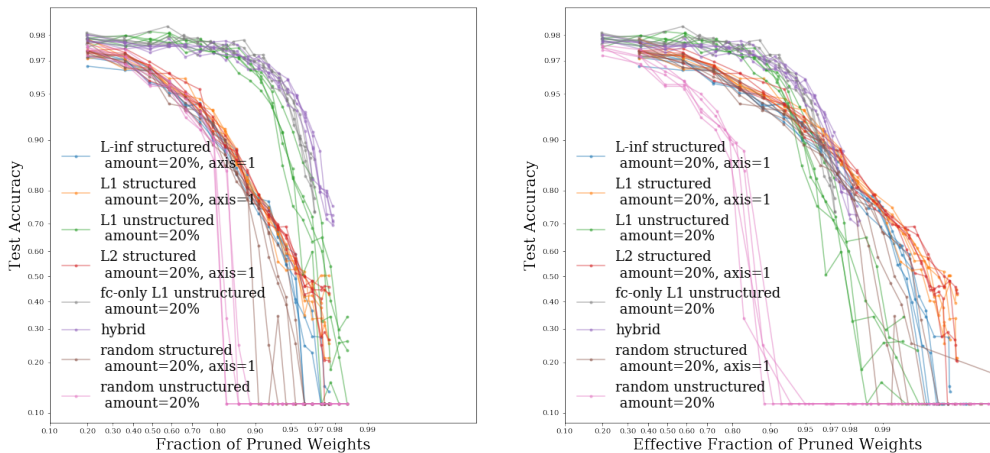 0.98
0.97
0.95
0.90
0.80
0.70
0.60
0.50
0.40
0.30
0.20
0.10
Test Accuracy
L-inf structured
amount=20%, axis=1
L1 structured
amount=20%, axis=1
L1 unstructured
amount=20%
L2 structured
amount=20%, axis=1
fc-only L1 unstructured
amount=20%
hybrid
random structured
amount=20%, axis=1
random unstructured
amount=20%
0.10 0.20 0.30 0.40 0.50 0.60 0.70 0.80 0.90 0.95 0.97 0.98 0.99
Fraction of Pruned Weights
0.98
0.97
0.95
0.90
0.80
0.70
0.60
0.50
0.40
0.30
0.20
0.10
Test Accuracy
L-inf structured
amount=20%, axis=1
L1 structured
amount=20%, axis=1
L1 unstructured
amount=20%
L2 structured
amount=20%, axis=1
fc-only L1 unstructured
amount=20%
hybrid
random structured
amount=20%, axis=1
random unstructured
amount=20%
0.10 0.20 0.30 0.40 0.50 0.60 0.70 0.80 0.90 0.95 0.97 0.98 0.99
Effective Fraction of Pruned Weights